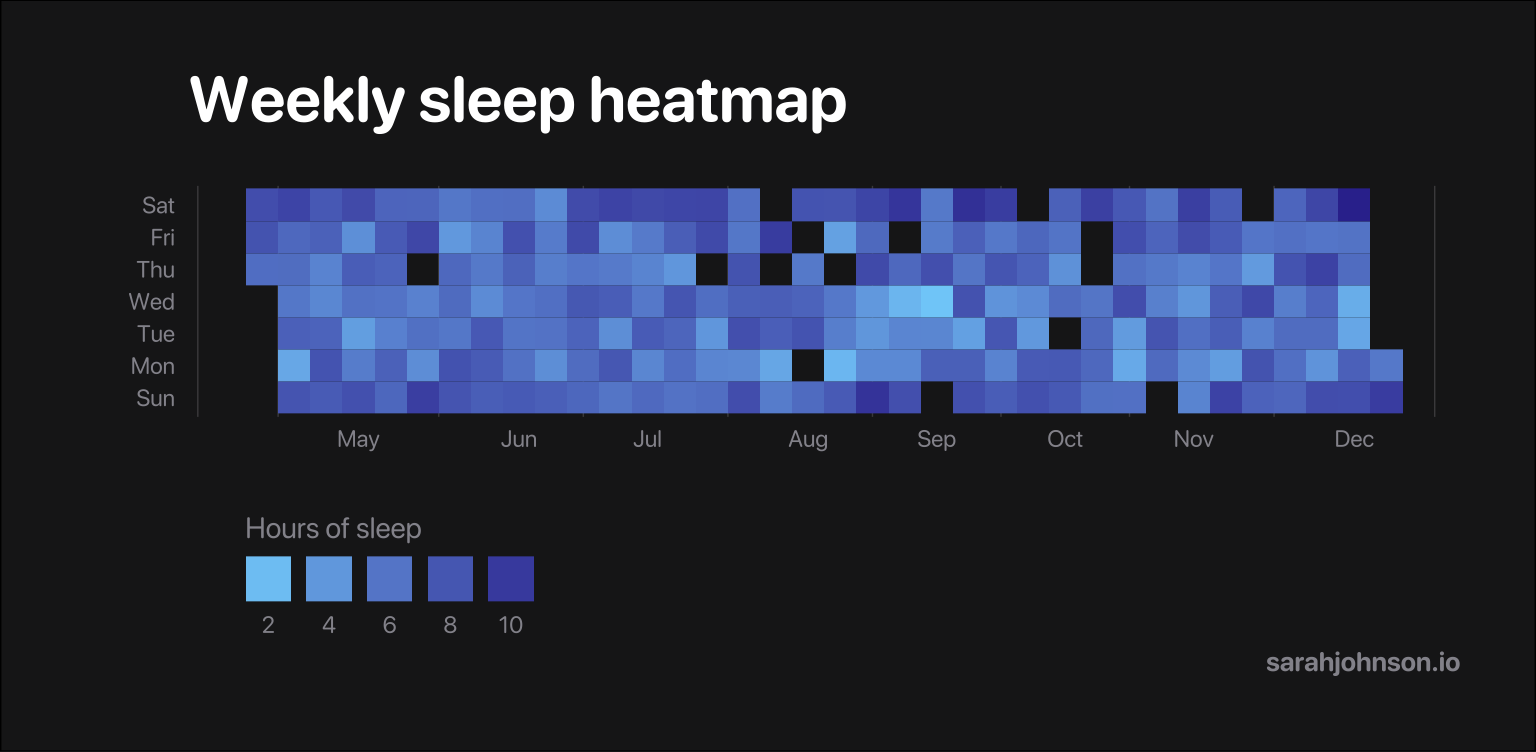 Weekly sleep heatmap
Sat
Fri
Thu
Wed
Tue
Mon
Sun
May Jun Jul Aug Sep Oct Nov Dec
Hours of sleep
2 4 6 8 10
sarahjohnson.io